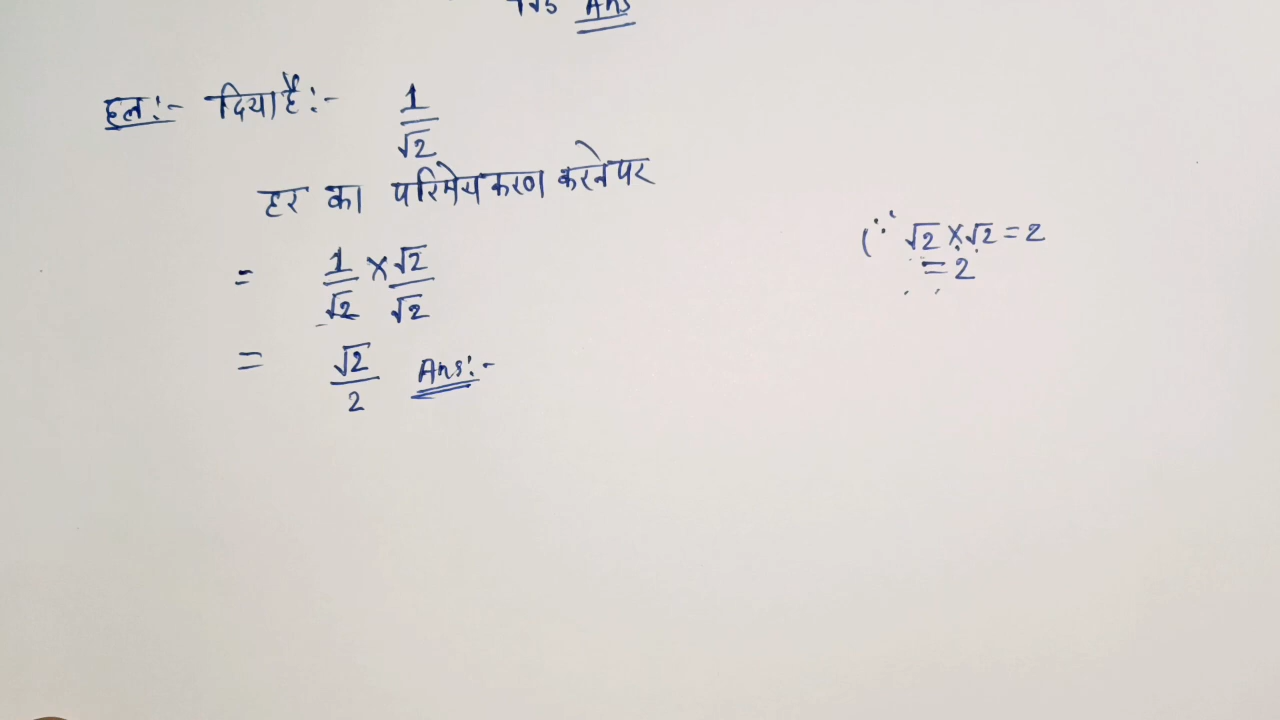 Ans
हल:- दिया है:- 1/√2
हर का परिमेयकरण करने पर
= 1/√2 × √2/√2
(∵ √2 × √2 = 2
= 2
= √2/2 Ans:-